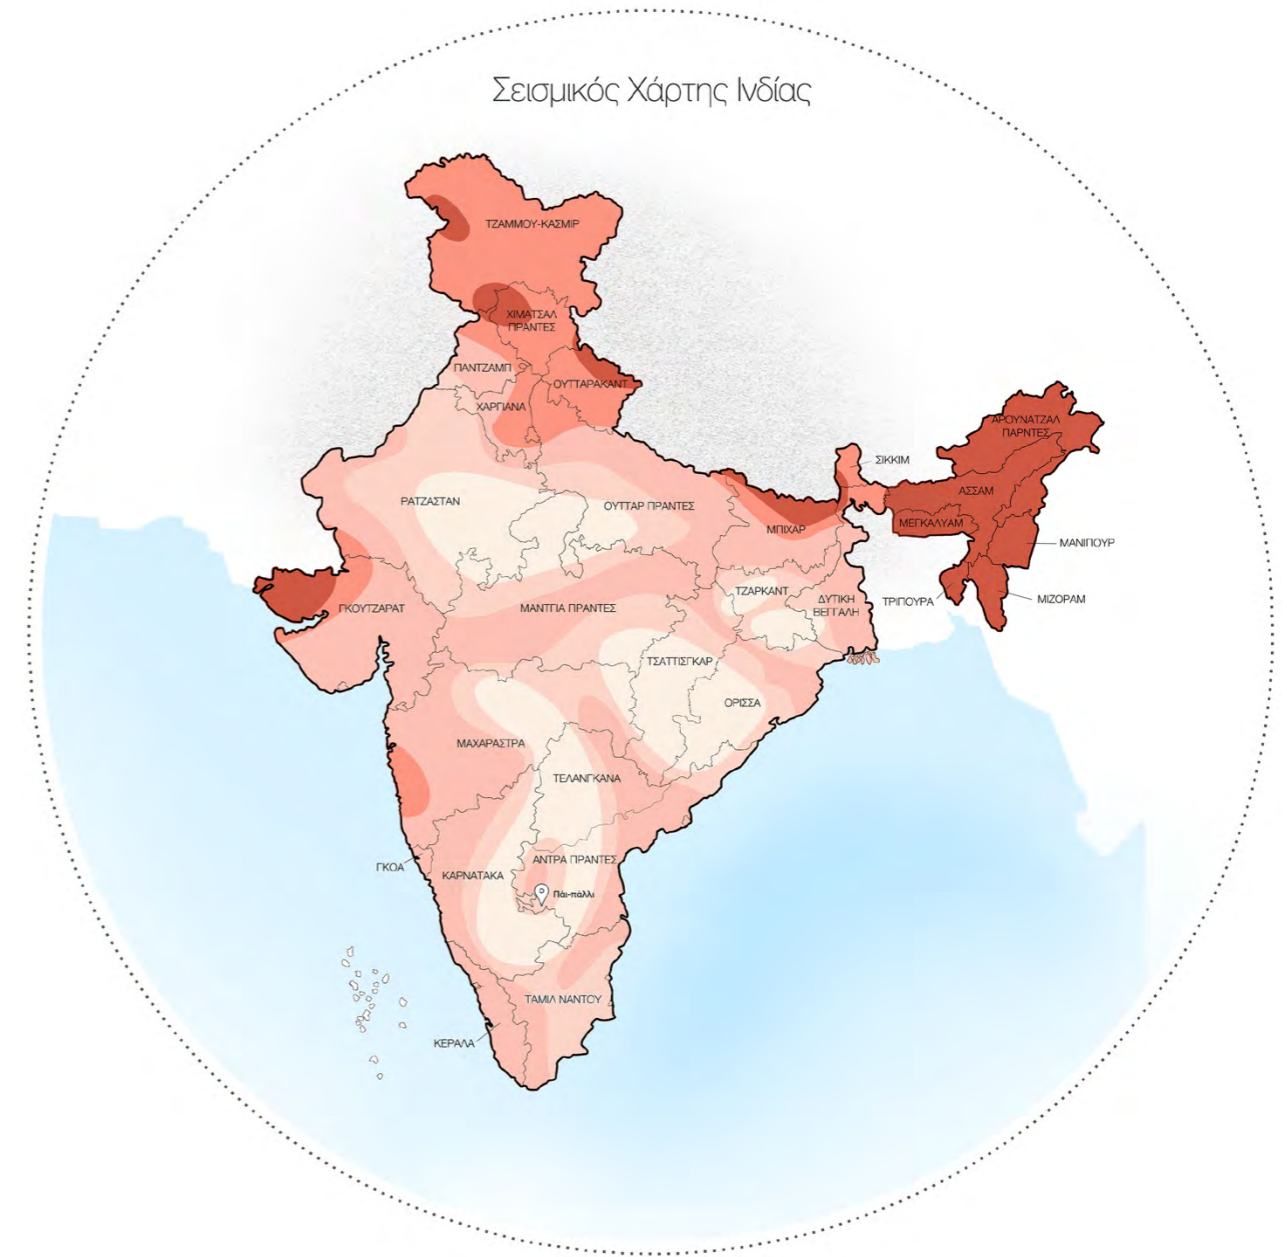 Σεισμικός Χάρτης Ινδίας
ΤΖΑΜΜΟΥ-ΚΑΣΜΙΡ
ΧΙΜΑΤΣΑΛ
ΠΡΑΝΤΕΣ
ΠΑΝΤΖΑΜΠ
ΟΥΤΤΑΡΑΚΑΝΤ
ΧΑΡΓΙΑΝΑ
ΑΡΟΥΝΑΤΖΑΛ
ΠΑΡΝΤΕΣ
ΣΙΚΚΙΜ
ΑΣΣΑΜ
ΡΑΤΖΑΣΤΑΝ
ΟΥΤΤΑΡ ΠΡΑΝΤΕΣ
ΜΠΙΧΑΡ
ΜΕΓΚΑΛΥΑΜ
ΜΑΝΙΠΟΥΡ
ΤΖΑΡΚΑΝΤ
ΔΥΤΙΚΗ
ΒΕΓΓΑΛΗ
ΤΡΙΠΟΥΡΑ
ΜΙΖΟΡΑΜ
ΓΚΟΥΤΖΑΡΑΤ
ΜΑΝΤΓΙΑ ΠΡΑΝΤΕΣ
ΤΣΑΤΤΙΣΓΚΑΡ
ΟΡΙΣΣΑ
ΜΑΧΑΡΑΣΤΡΑ
ΤΕΛΑΝΓΚΑΝΑ
ΓΚΟΑ
ΚΑΡΝΑΤΑΚΑ
ΑΝΤΡΑ ΠΡΑΝΤΕΣ
Πάι-πάλλι
ΤΑΜΙΛ ΝΑΝΤΟΥ
ΚΕΡΑΛΑ